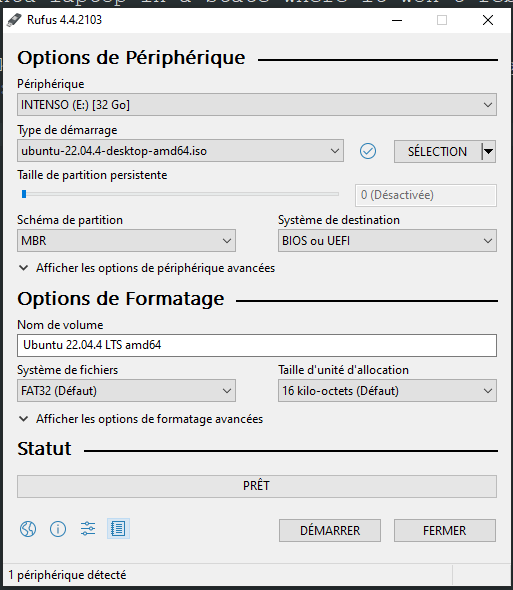 Rufus 4.4.2103
Options de Périphérique
Périphérique
INTENSO (E:) [32 Go]
Type de démarrage
ubuntu-22.04.4-desktop-amd64.iso
SÉLECTION
Taille de partition persistente
0 (Désactivée)
Schéma de partition
Système de destination
MBR
BIOS ou UEFI
Afficher les options de périphérique avancées
Options de Formatage
Nom de volume
Ubuntu 22.04.4 LTS amd64
Système de fichiers
Taille d'unité d'allocation
FAT32 (Défaut)
16 kilo-octets (Défaut)
Afficher les options de formatage avancées
Statut
PRÊT
DÉMARRER
FERMER
1 périphérique détecté